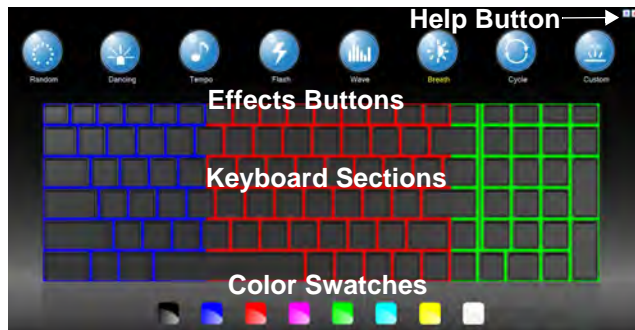 Help Button
Random Dancing Tempo Flash Wave Breath Cycle Custom
Effects Buttons
Keyboard Sections
Color Swatches